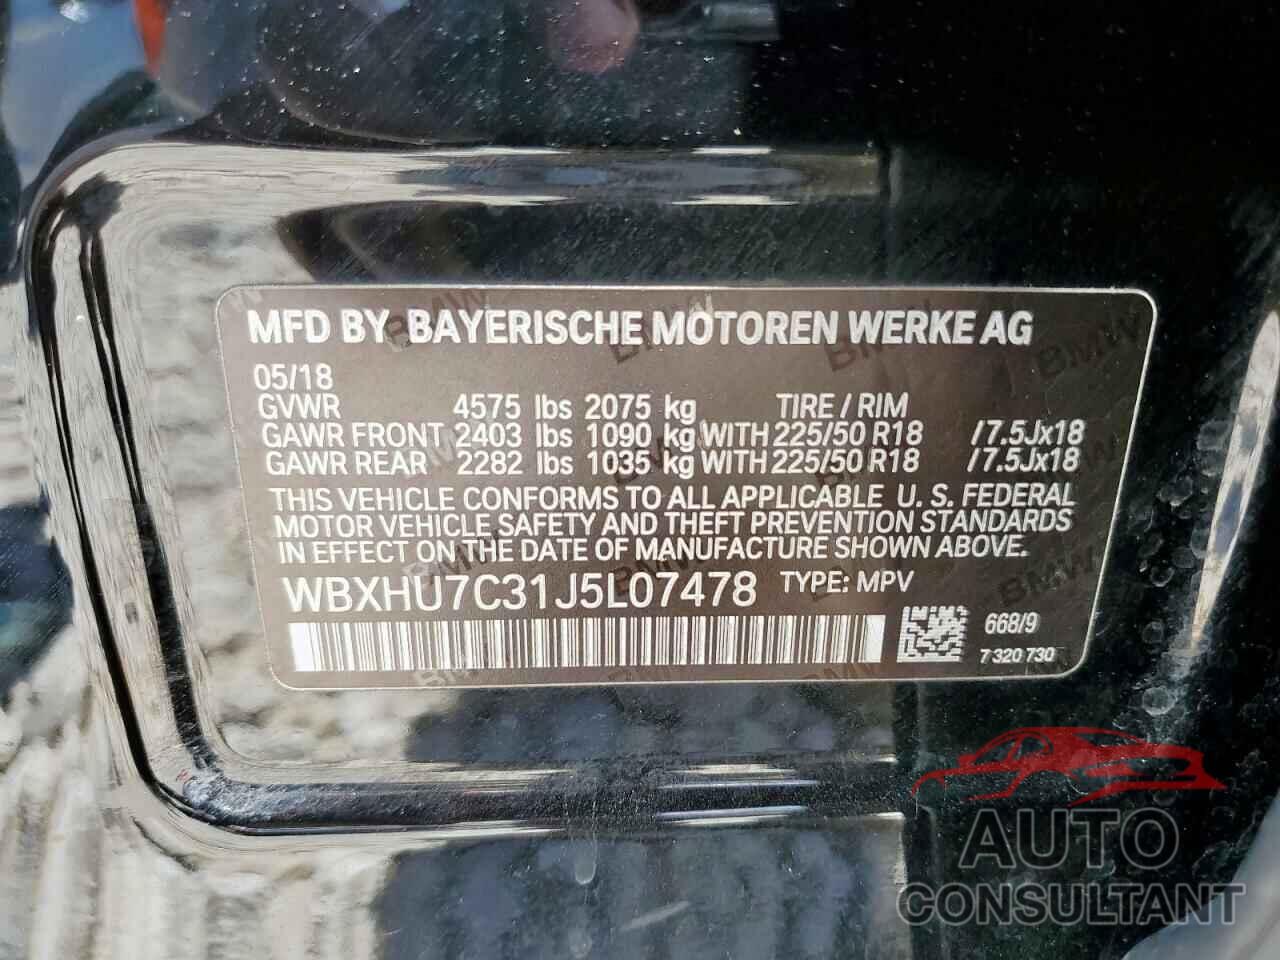 MFD BY BAYERISCHE MOTOREN WERKE AG
05/18
GVWR 4575 lbs 2075 kg TIRE / RIM
GAWR FRONT 2403 lbs 1090 kg WITH 225/50 R18 /7.5Jx18
GAWR REAR 2282 lbs 1035 kg WITH 225/50 R18 /7.5Jx18
THIS VEHICLE CONFORMS TO ALL APPLICABLE U. S. FEDERAL
MOTOR VEHICLE SAFETY AND THEFT PREVENTION STANDARDS
IN EFFECT ON THE DATE OF MANUFACTURE SHOWN ABOVE.
WBXHU7C31J5L07478 TYPE: MPV
668/9
7 320 730
AUTO
CONSULTANT